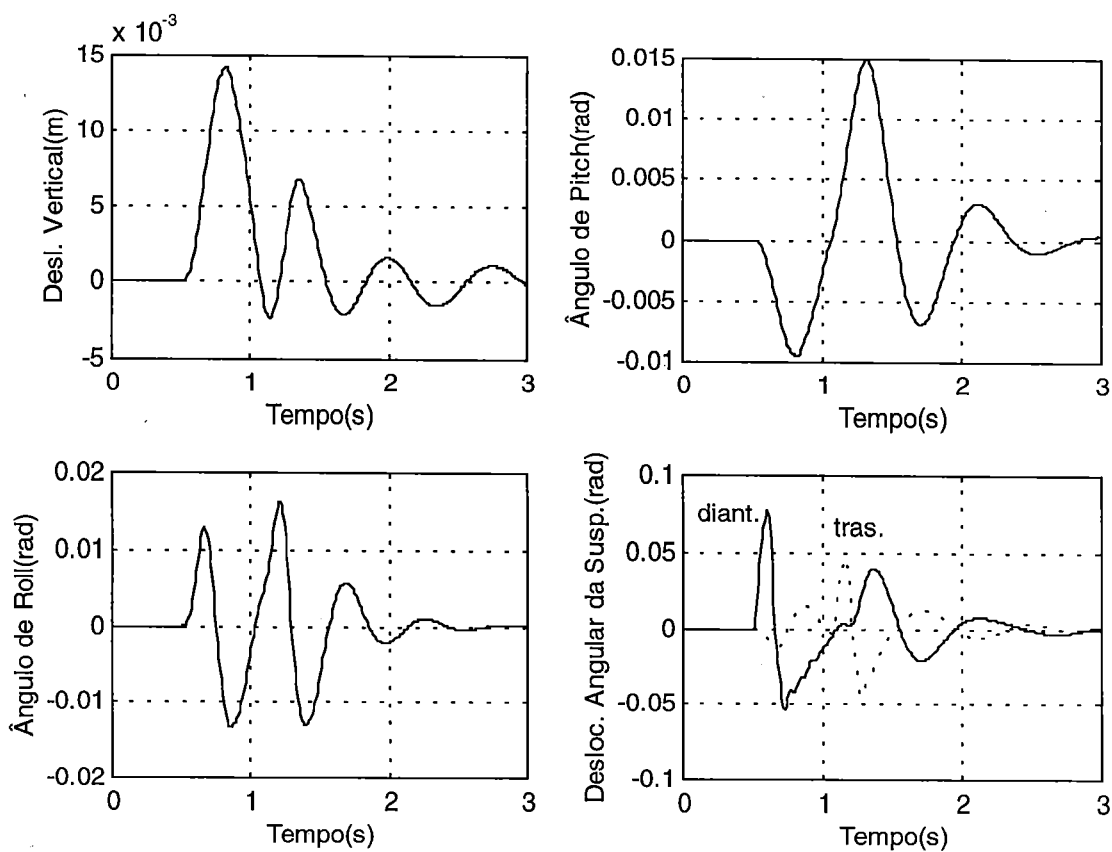 x 10⁻³
15
10
5
0
-5
Desl. Vertical(m)
0 1 2 3
Tempo(s)
0.015
0.01
0.005
0
-0.005
-0.01
Ângulo de Pitch(rad)
0 1 2 3
Tempo(s)
0.02
0.01
0
-0.01
-0.02
Ângulo de Roll(rad)
0 1 2 3
Tempo(s)
0.1
0.05
0
-0.05
-0.1
Desloc. Angular da Susp.(rad)
diant.
tras.
0 1 2 3
Tempo(s)